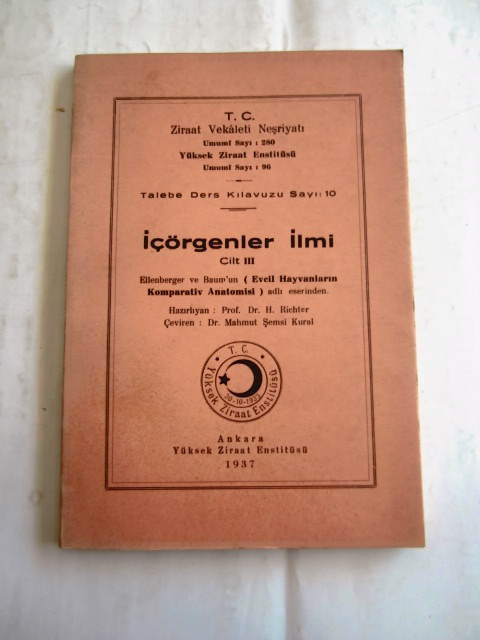 T. C.
Ziraat Vekâleti Neşriyatı
Umumî Sayı : 280
Yüksek Ziraat Enstitüsü
Umumî Sayı : 96
Talebe Ders Kılavuzu Sayı: 10
İçörgenler İlmi
Cilt III
Ellenberger ve Baum'un ( Evcil Hayvanların
Komparativ Anatomisi ) adlı eserinden.
Hazırlıyan : Prof. Dr. H. Richter
Çeviren : Dr. Mahmut Şemsi Kural
T. C.
Yüksek Ziraat Enstitüsü
30-10-1933
Ankara
Yüksek Ziraat Enstitüsü
1937